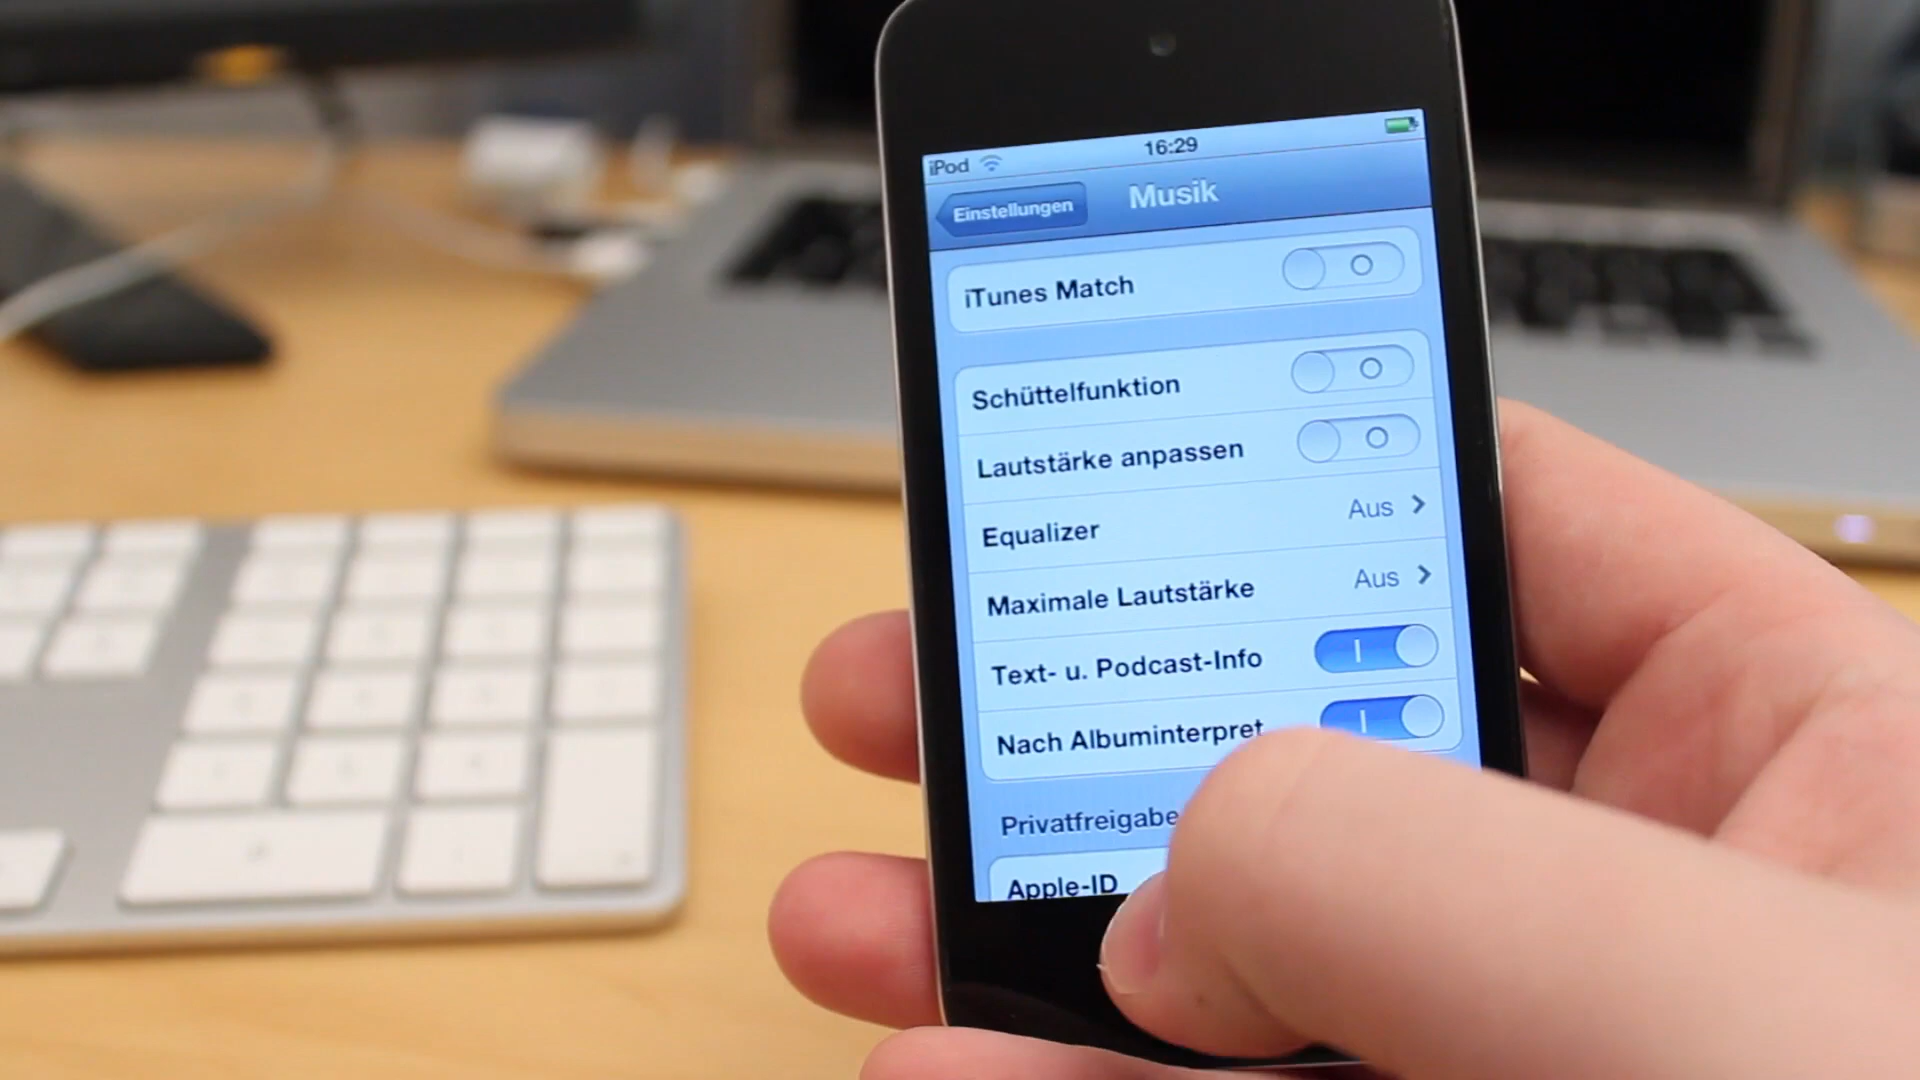 iPod 16:29
Einstellungen Musik
iTunes Match
Schüttelfunktion
Lautstärke anpassen
Equalizer Aus
Maximale Lautstärke Aus
Text- u. Podcast-Info
Nach Albuminterpret
Privatfreigabe
Apple-ID